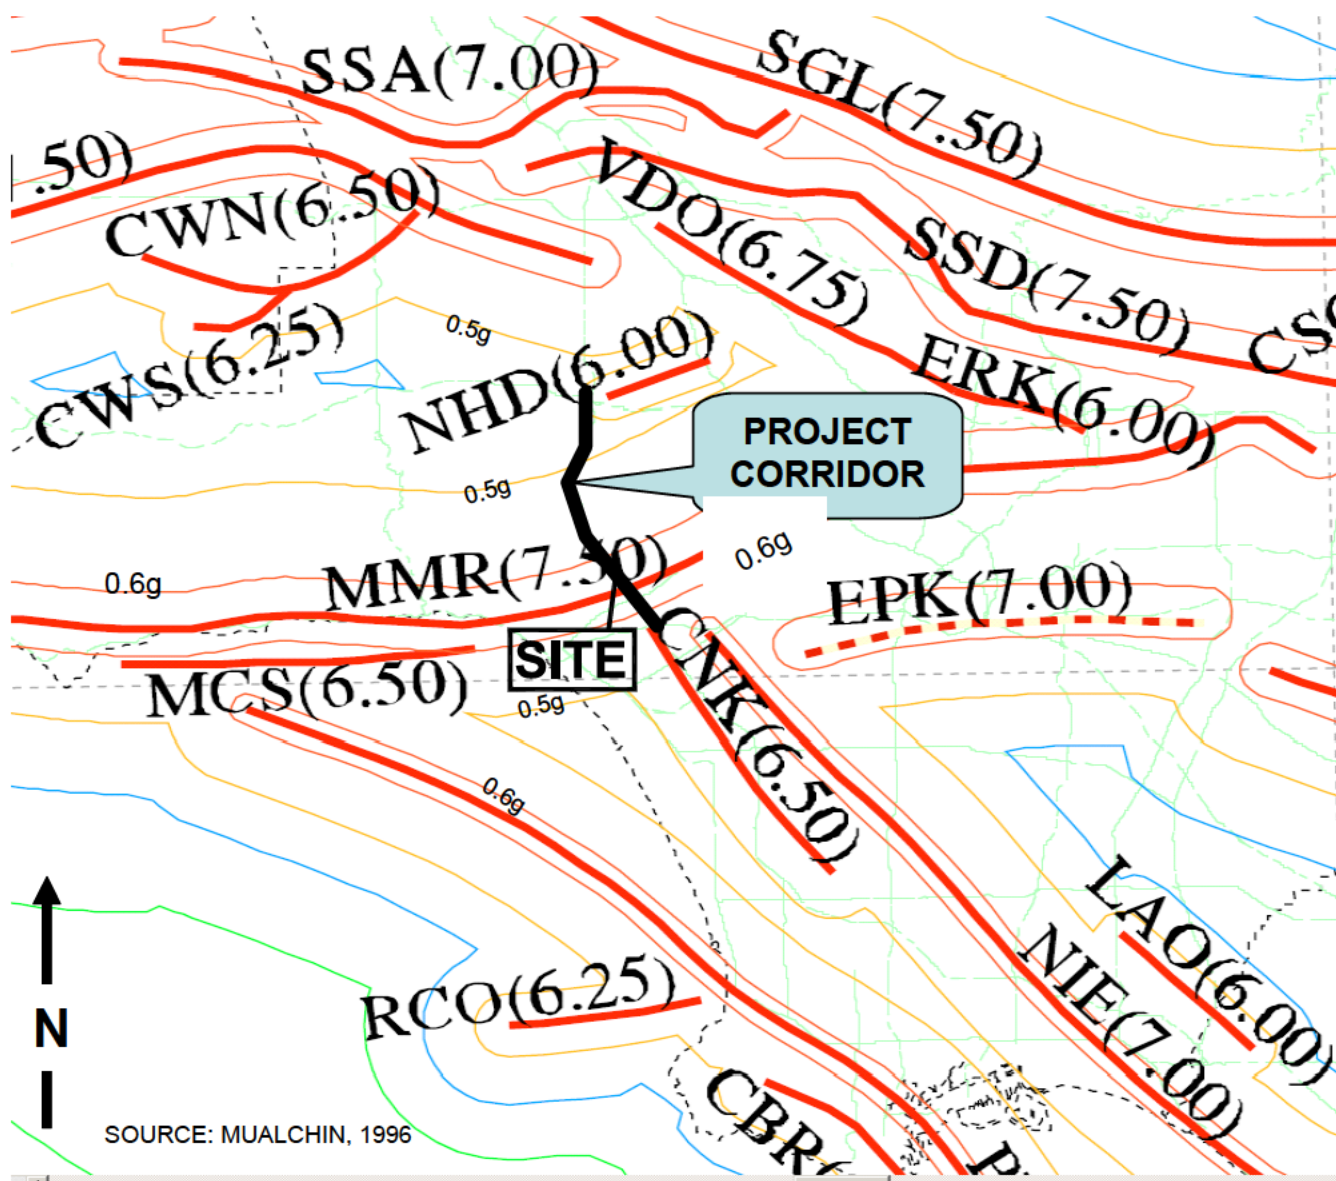 SSA(7.00)
SGL(7.50)
.50)
CWN(6.50)
VDO(6.75)
SSD(7.50)
CWS(6.25)
0.5g
NHD(6.00)
ERK(6.00)
PROJECT
CORRIDOR
0.5g
MMR(7.50)
0.6g
0.6g
EPK(7.00)
CNK(6.50)
SITE
MCS(6.50)
0.5g
0.6g
LAO(6.00)
NIE(7.00)
RCO(6.25)
N
CBR(
SOURCE: MUALCHIN, 1996